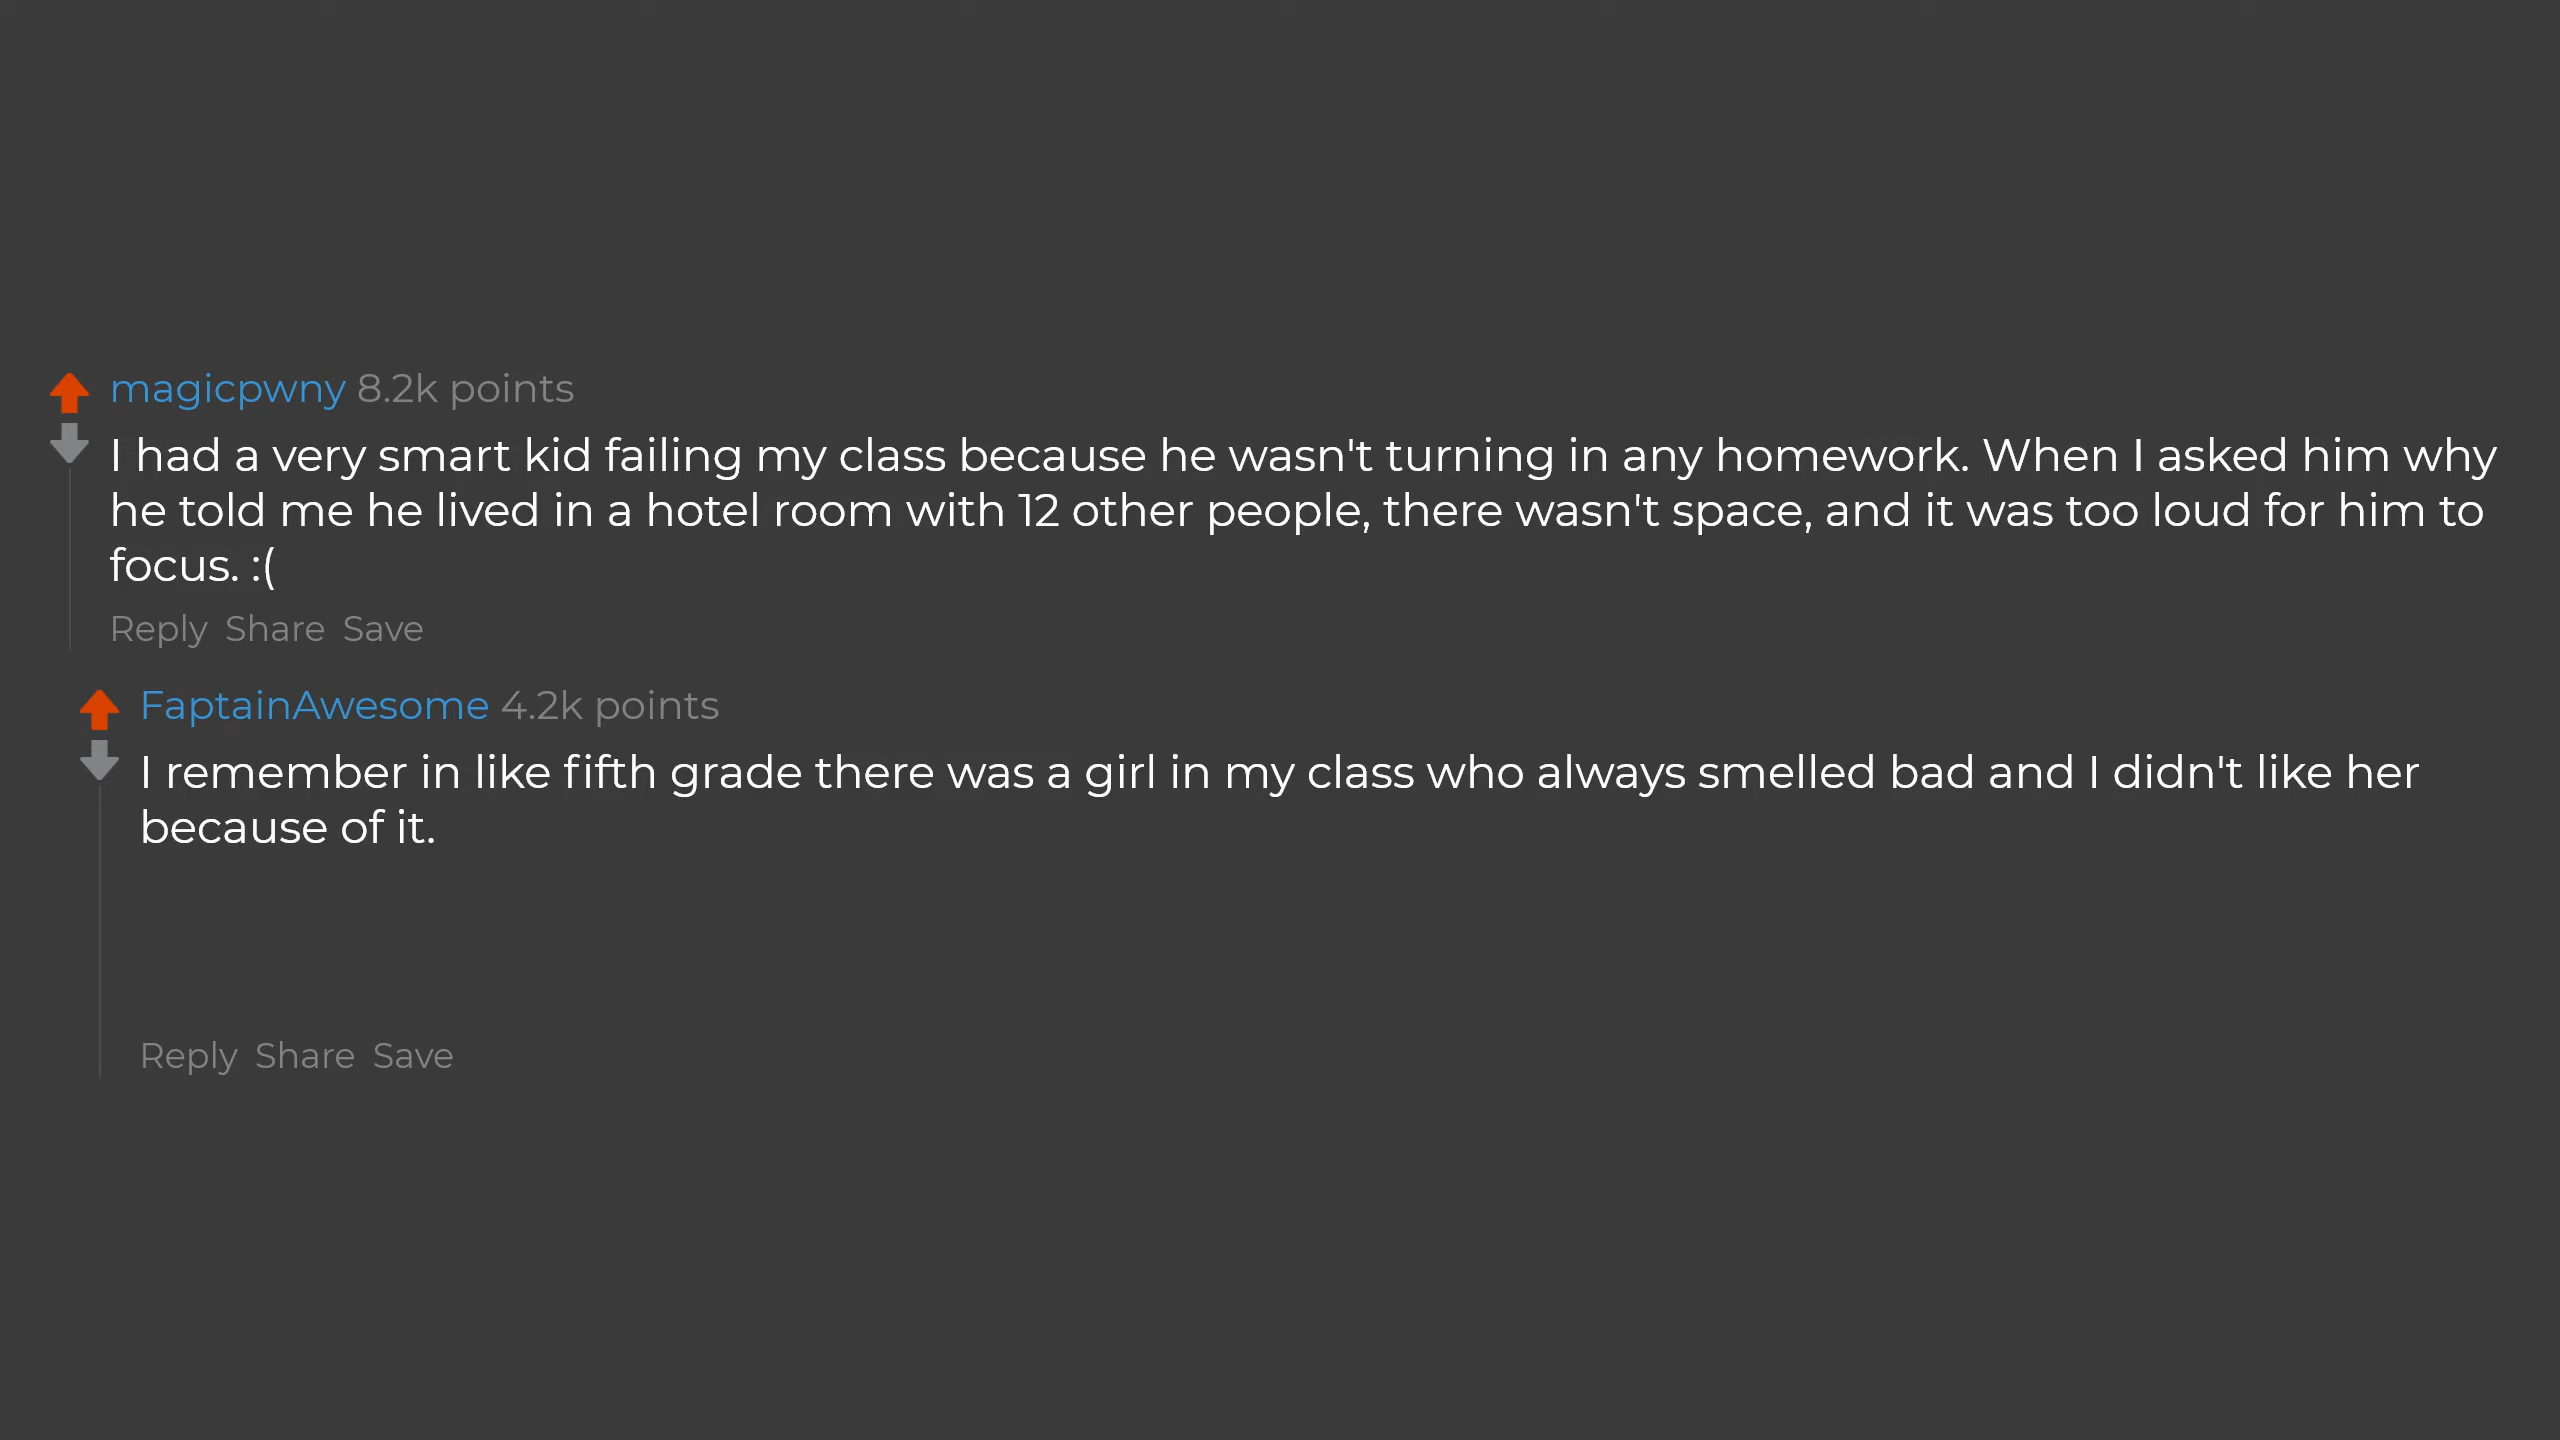 magicpwny 8.2k points
I had a very smart kid failing my class because he wasn't turning in any homework. When I asked him why
he told me he lived in a hotel room with 12 other people, there wasn't space, and it was too loud for him to
focus. :(
Reply Share Save
FaptainAwesome 4.2k points
I remember in like fifth grade there was a girl in my class who always smelled bad and I didn't like her
because of it.
Reply Share Save